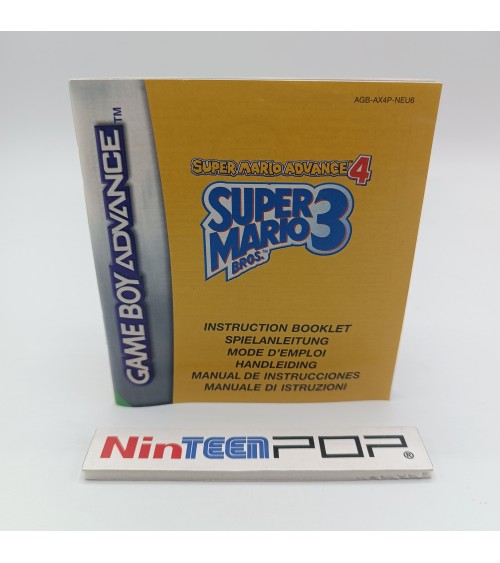 AGB-AX4P-NEU6
GAME BOY ADVANCE™
SUPER MARIO ADVANCE 4
SUPER
MARIO 3
BROS.™
INSTRUCTION BOOKLET
SPIELANLEITUNG
MODE D'EMPLOI
HANDLEIDING
MANUAL DE INSTRUCCIONES
MANUALE DI ISTRUZIONI
NinTEENPOP®